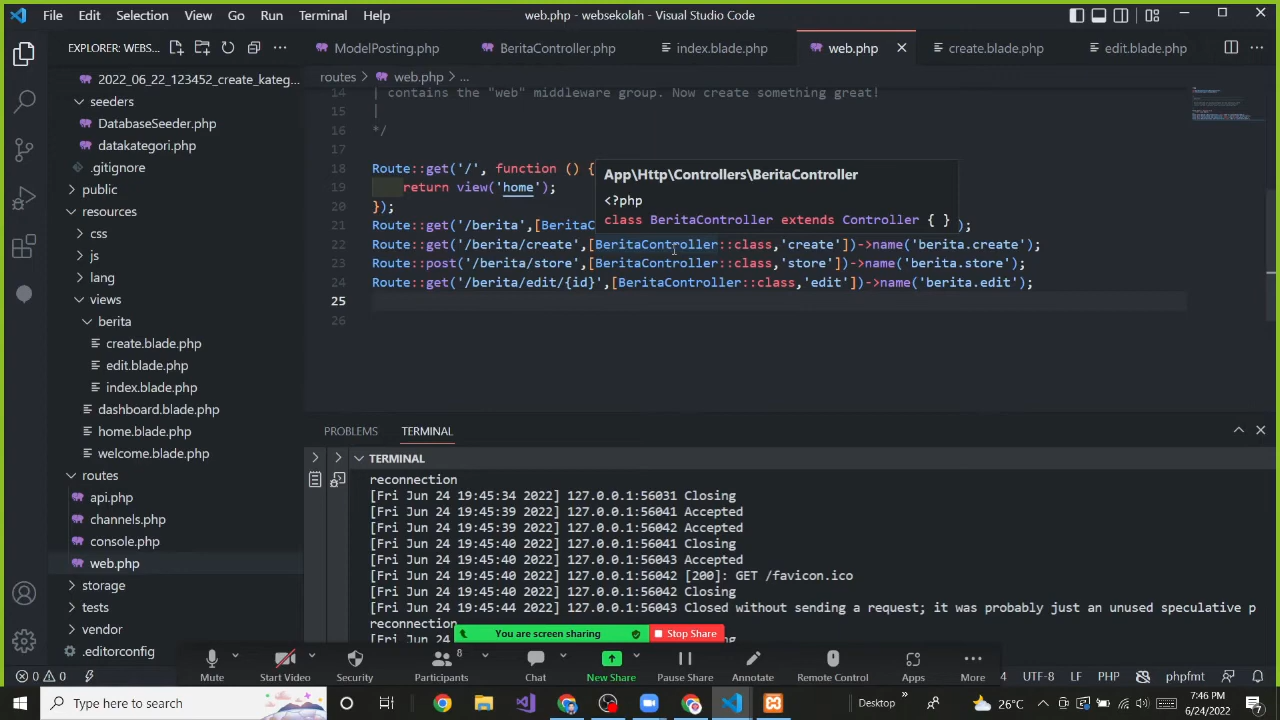 File Edit Selection View Go Run Terminal Help
web.php - websekolah - Visual Studio Code
EXPLORER: WEBS...
ModelPosting.php
BeritaController.php
index.blade.php
web.php
create.blade.php
edit.blade.php
routes > web.php > ...
2022_06_22_123452_create_kateg...
seeders
DatabaseSeeder.php
datakategori.php
.gitignore
public
resources
css
js
lang
views
berita
create.blade.php
edit.blade.php
index.blade.php
dashboard.blade.php
home.blade.php
welcome.blade.php
routes
api.php
channels.php
console.php
web.php
storage
tests
vendor
.editorconfig
14 | contains the "web" middleware group. Now create something great!
15 |
16 */
17
18 Route::get('/', function () {
19 return view('home');
20 });
21 Route::get('/berita',[BeritaC );
22 Route::get('/berita/create',[BeritaController::class,'create'])->name('berita.create');
23 Route::post('/berita/store',[BeritaController::class,'store'])->name('berita.store');
24 Route::get('/berita/edit/{id}',[BeritaController::class,'edit'])->name('berita.edit');
25
26
App\Http\Controllers\BeritaController
<?php
class BeritaController extends Controller { }
PROBLEMS TERMINAL
TERMINAL
reconnection
[Fri Jun 24 19:45:34 2022] 127.0.0.1:56031 Closing
[Fri Jun 24 19:45:39 2022] 127.0.0.1:56041 Accepted
[Fri Jun 24 19:45:39 2022] 127.0.0.1:56042 Accepted
[Fri Jun 24 19:45:40 2022] 127.0.0.1:56041 Closing
[Fri Jun 24 19:45:40 2022] 127.0.0.1:56043 Accepted
[Fri Jun 24 19:45:40 2022] 127.0.0.1:56042 [200]: GET /favicon.ico
[Fri Jun 24 19:45:40 2022] 127.0.0.1:56042 Closing
[Fri Jun 24 19:45:44 2022] 127.0.0.1:56043 Closed without sending a request; it was probably just an unused speculative p
reconnection
You are screen sharing
Stop Share
Mute
Start Video
Security
8
Participants
Chat
New Share
Pause Share
Annotate
Remote Control
Apps
More
0 0
4 UTF-8 LF PHP phpfmt
Type here to search
Desktop
26°C
7:46 PM
6/24/2022